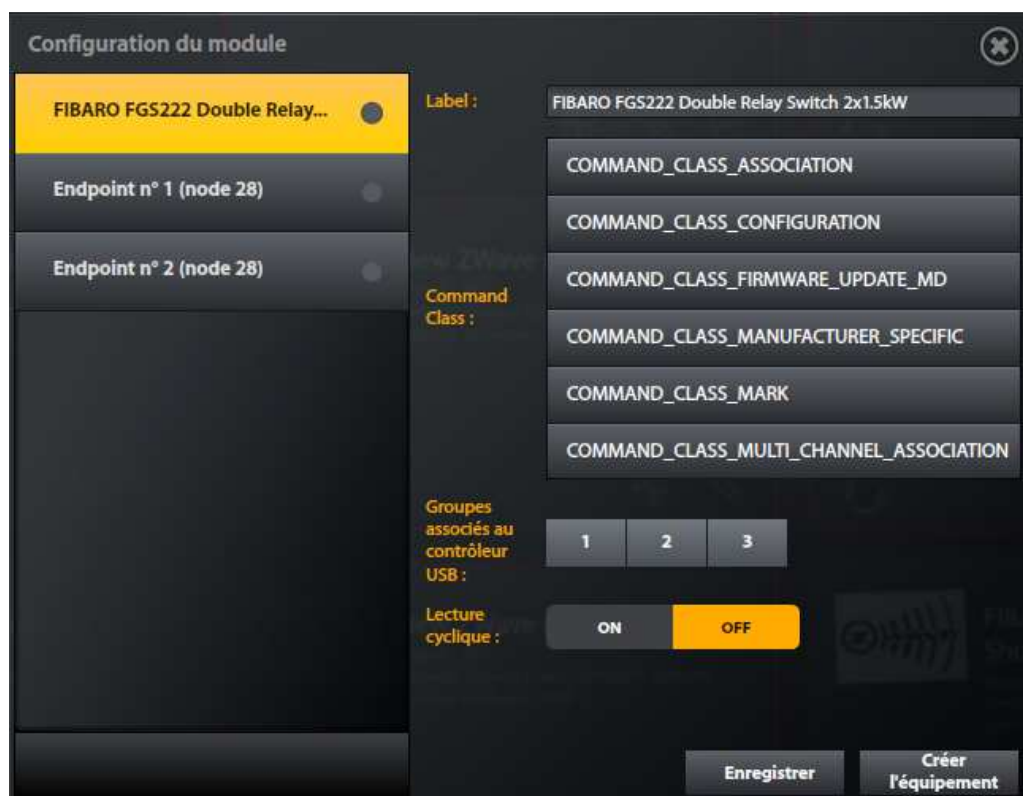 Configuration du module
FIBARO FGS222 Double Relay...
Endpoint n° 1 (node 28)
Endpoint n° 2 (node 28)
Label :
FIBARO FGS222 Double Relay Switch 2x1.5kW
Command
Class :
COMMAND_CLASS_ASSOCIATION
COMMAND_CLASS_CONFIGURATION
COMMAND_CLASS_FIRMWARE_UPDATE_MD
COMMAND_CLASS_MANUFACTURER_SPECIFIC
COMMAND_CLASS_MARK
COMMAND_CLASS_MULTI_CHANNEL_ASSOCIATION
Groupes
associés au
contrôleur
USB :
1 2 3
Lecture
cyclique :
ON OFF
Enregistrer
Créer
l'équipement